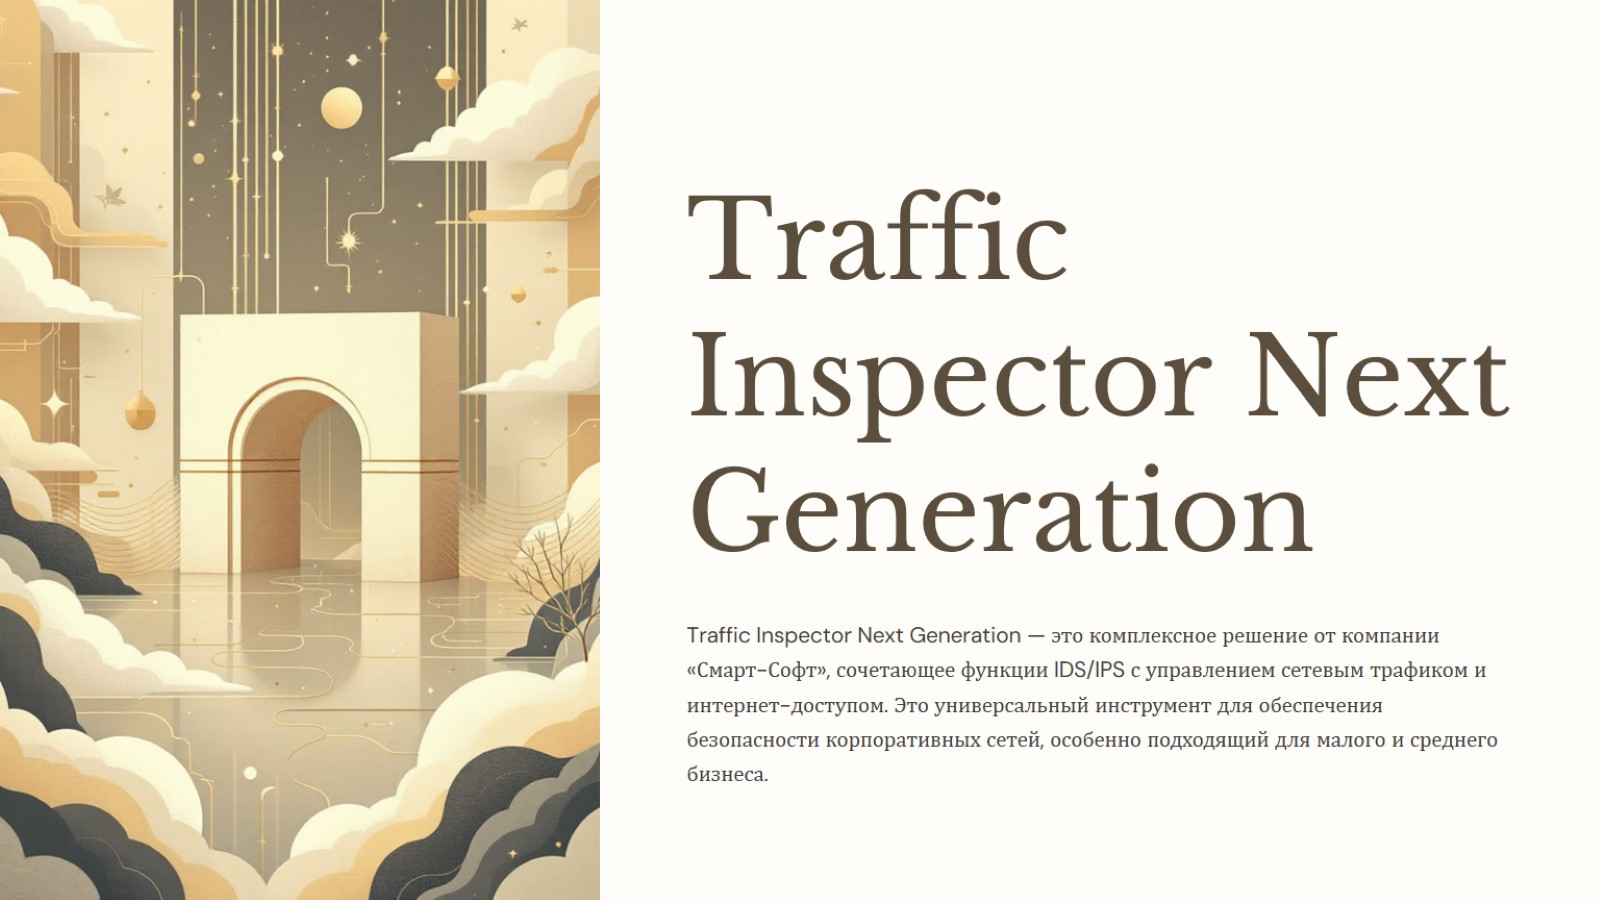 Traffic
Inspector Next
Generation
Traffic Inspector Next Generation — это комплексное решение от компании
«Смарт-Софт», сочетающее функции IDS/IPS с управлением сетевым трафиком и
интернет-доступом. Это универсальный инструмент для обеспечения
безопасности корпоративных сетей, особенно подходящий для малого и среднего
бизнеса.